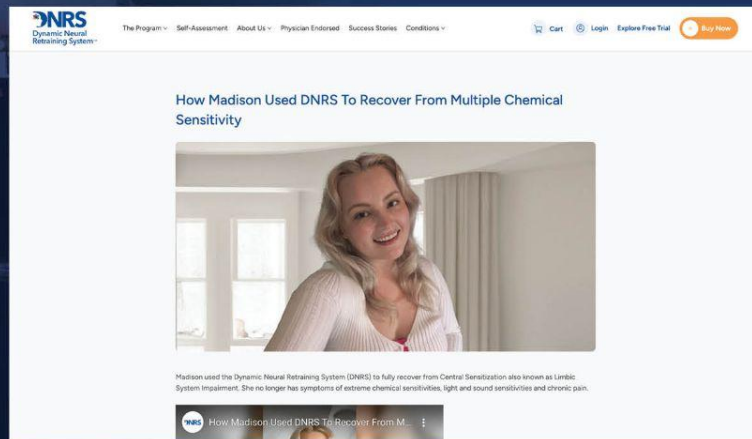 DNRS
Dynamic Neural
Retraining System™
The Program Self-Assessment About Us Physician Endorsed Success Stories Conditions
Cart Login Explore Free Trial Buy Now
How Madison Used DNRS To Recover From Multiple Chemical
Sensitivity
Madison used the Dynamic Neural Retraining System (DNRS) to fully recover from Central Sensitization also known as Limbic
System Impairment. She no longer has symptoms of extreme chemical sensitivities, light and sound sensitivities and chronic pain.
DNRS How Madison Used DNRS To Recover From M...